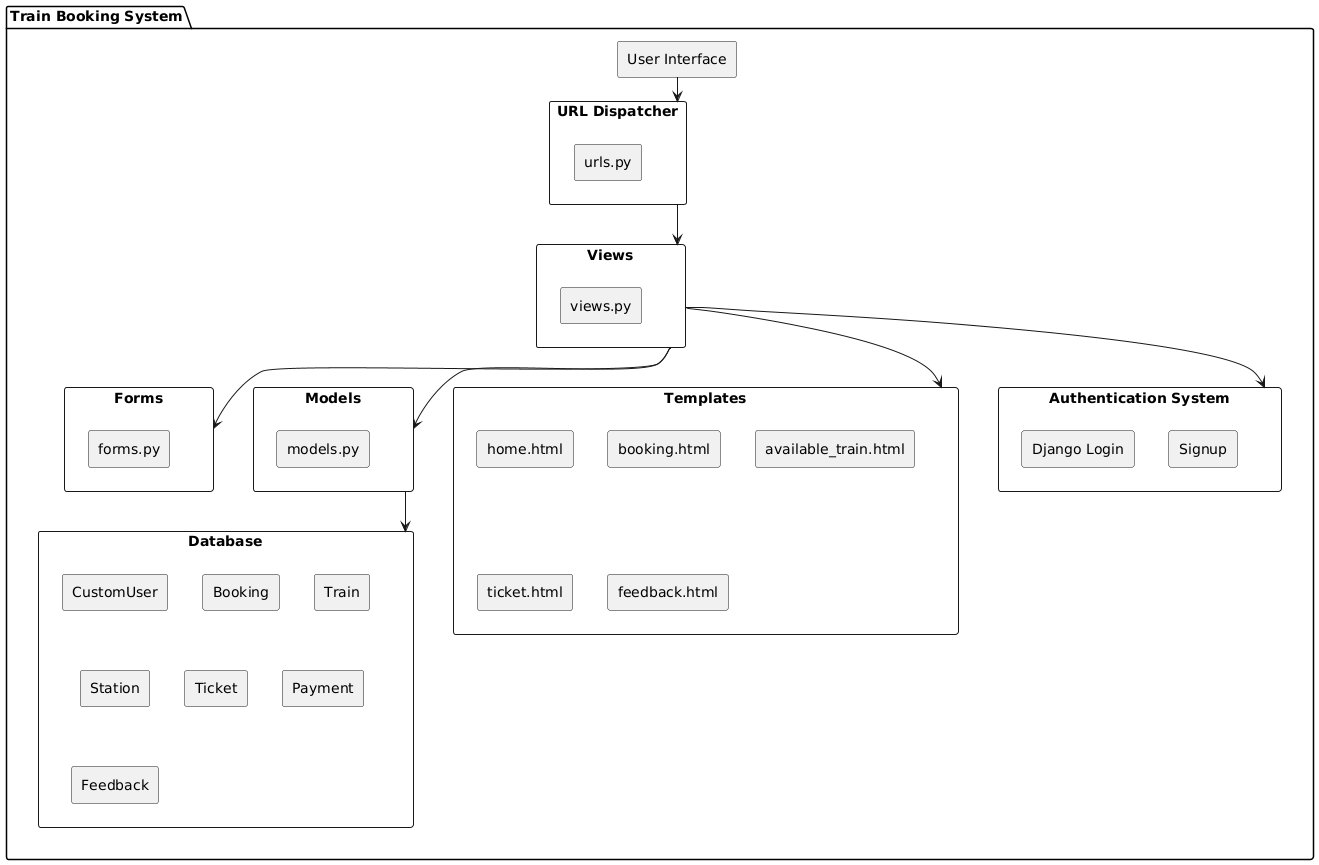 Train Booking System
User Interface
URL Dispatcher
urls.py
Views
views.py
Forms
forms.py
Models
models.py
Templates
home.html
booking.html
available_train.html
ticket.html
feedback.html
Authentication System
Django Login
Signup
Database
CustomUser
Booking
Train
Station
Ticket
Payment
Feedback